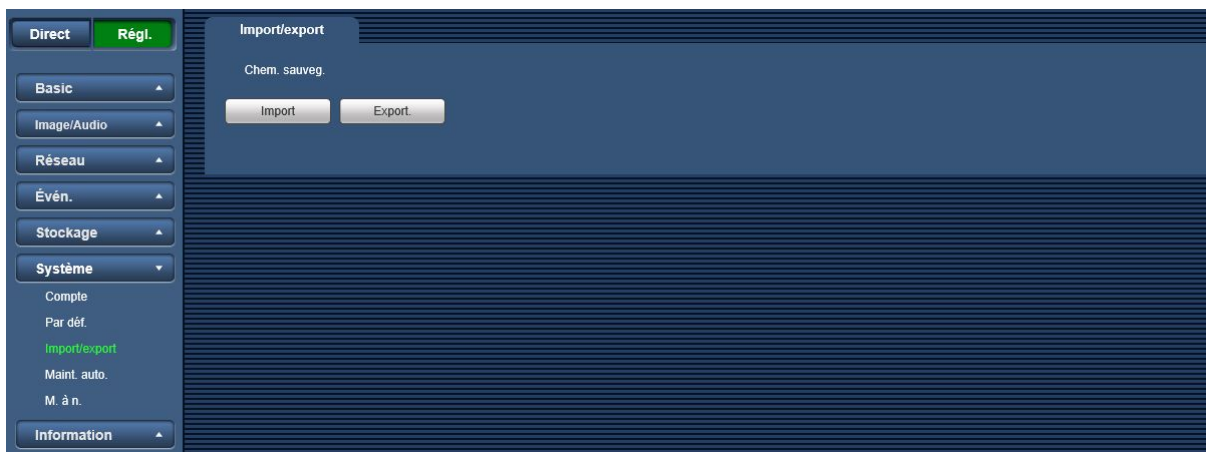 Direct
Régl.
Basic
Image/Audio
Réseau
Évén.
Stockage
Système
Compte
Par déf.
Import/export
Maint. auto.
M. à n.
Information
Import/export
Chem. sauveg.
Import
Export.